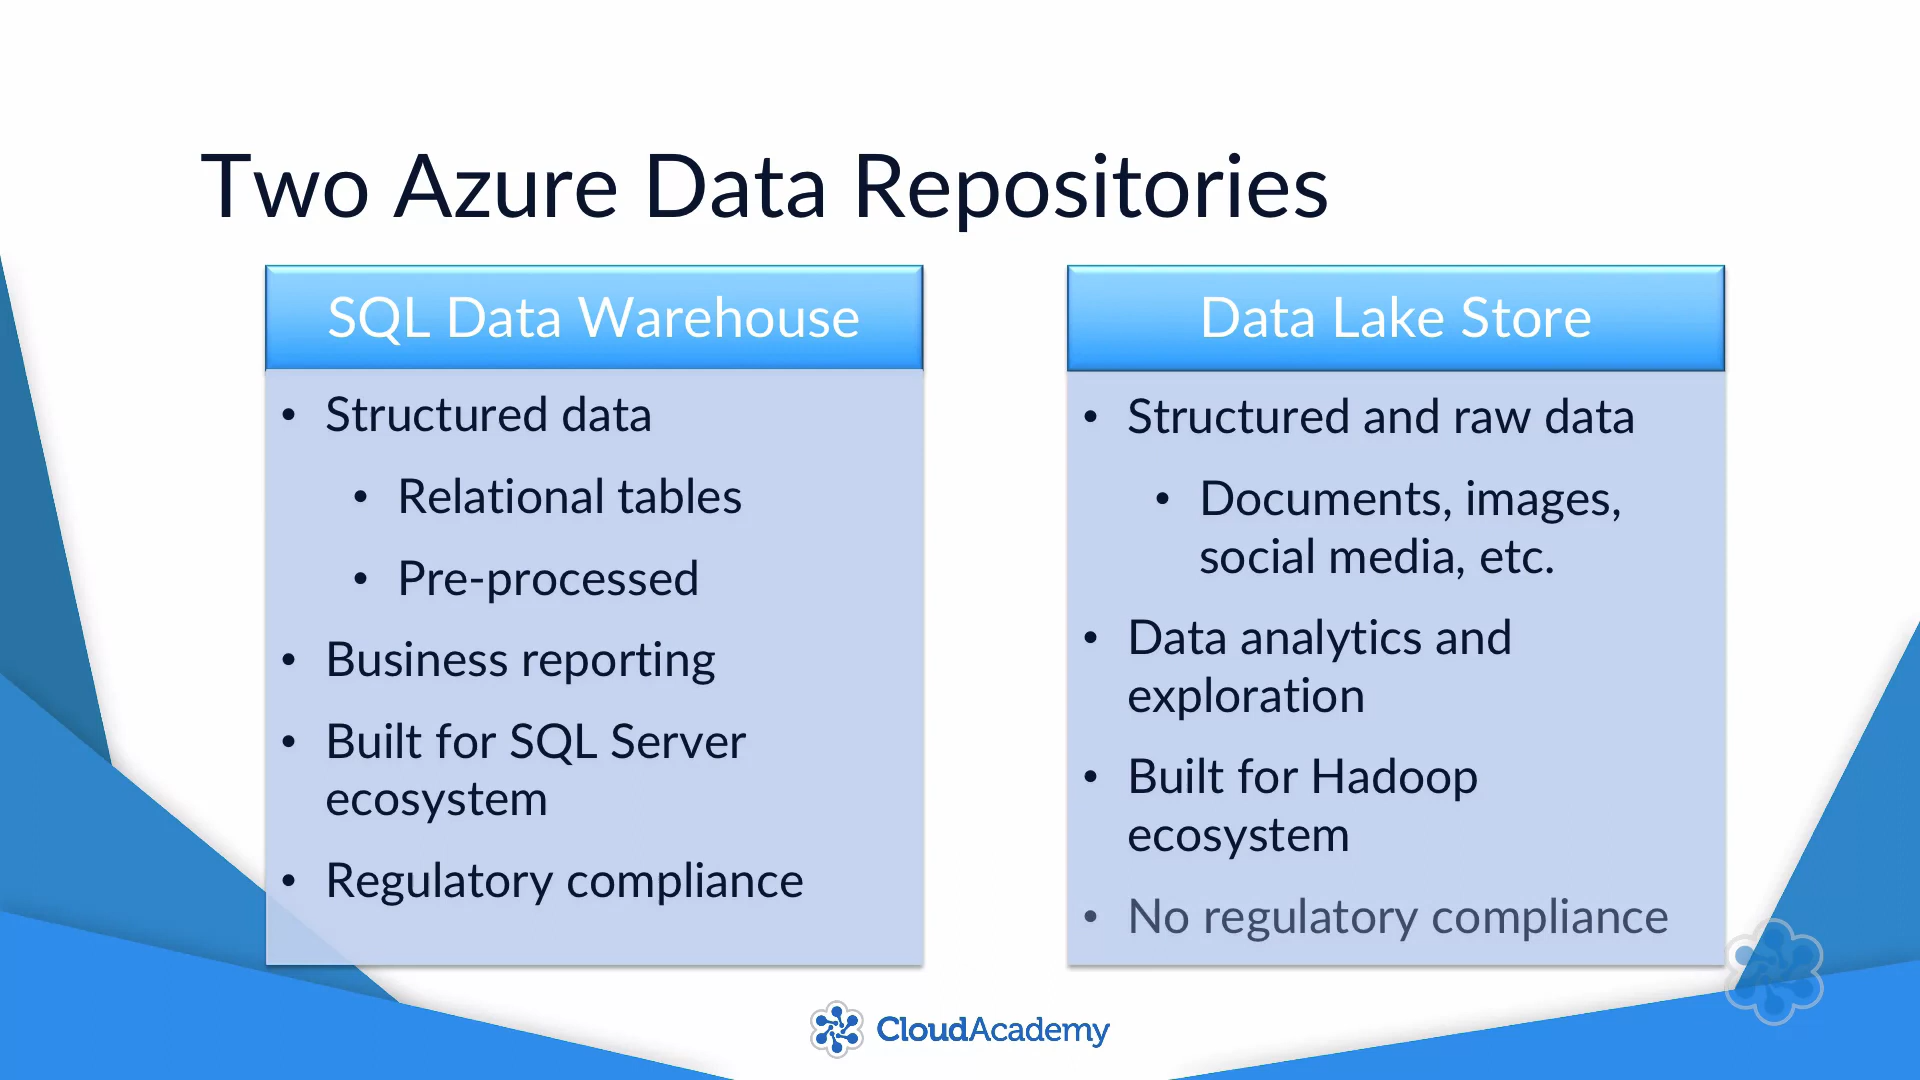 Two Azure Data Repositories
SQL Data Warehouse
• Structured data
• Relational tables
• Pre-processed
• Business reporting
• Built for SQL Server
ecosystem
• Regulatory compliance
Data Lake Store
• Structured and raw data
• Documents, images,
social media, etc.
• Data analytics and
exploration
• Built for Hadoop
ecosystem
• No regulatory compliance
CloudAcademy